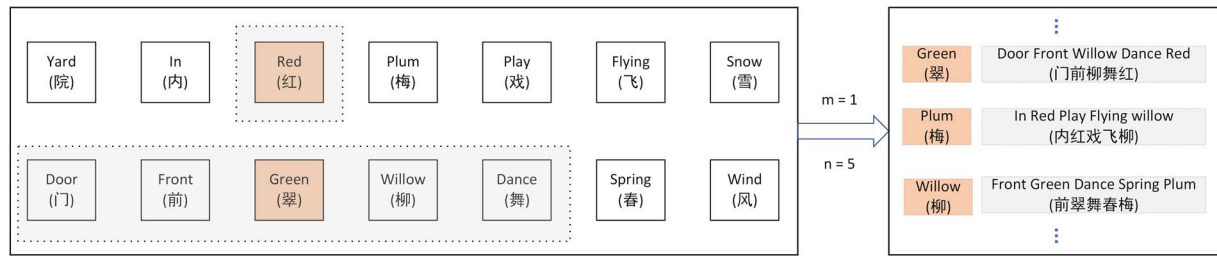 Yard
(院)
In
(内)
Red
(红)
Plum
(梅)
Play
(戏)
Flying
(飞)
Snow
(雪)
Door
(门)
Front
(前)
Green
(翠)
Willow
(柳)
Dance
(舞)
Spring
(春)
Wind
(风)
m = 1
n = 5
Green
(翠)
Door Front Willow Dance Red
(门前柳舞红)
Plum
(梅)
In Red Play Flying willow
(内红戏飞柳)
Willow
(柳)
Front Green Dance Spring Plum
(前翠舞春梅)